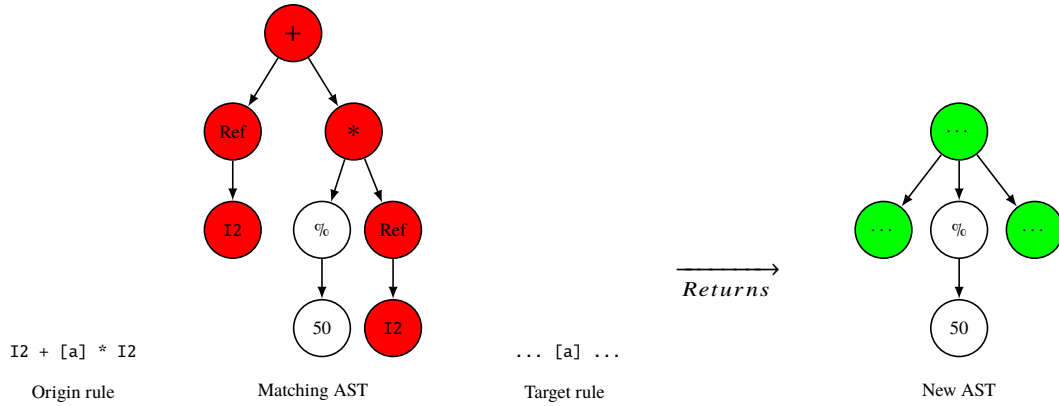 +
Ref
*
...
I2
%
Ref
...
%
...
Returns
50
I2
50
I2 + [a] * I2
... [a] ...
Origin rule
Matching AST
Target rule
New AST